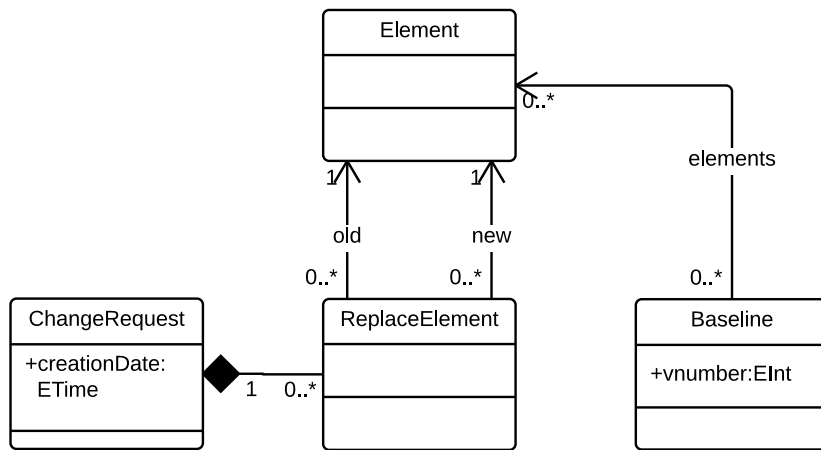 Element
0..*
elements
1
1
old
new
0..*
0..*
0..*
ChangeRequest
ReplaceElement
Baseline
+creationDate:
ETime
+vnumber:EInt
1
0..*